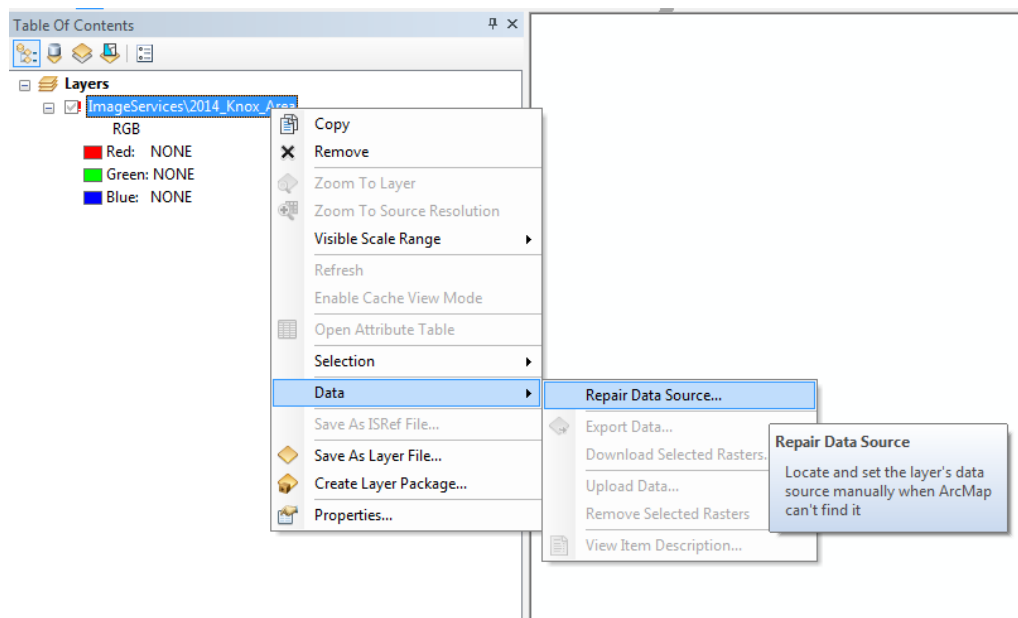 Table Of Contents
Layers
ImageServices\2014_Knox_Area
RGB
Red: NONE
Green: NONE
Blue: NONE
Copy
Remove
Zoom To Layer
Zoom To Source Resolution
Visible Scale Range
Refresh
Enable Cache View Mode
Open Attribute Table
Selection
Data
Save As ISRef File...
Save As Layer File...
Create Layer Package...
Properties...
Repair Data Source...
Export Data...
Download Selected Rasters.
Upload Data...
Remove Selected Rasters
View Item Description...
Repair Data Source
Locate and set the layer's data
source manually when ArcMap
can't find it